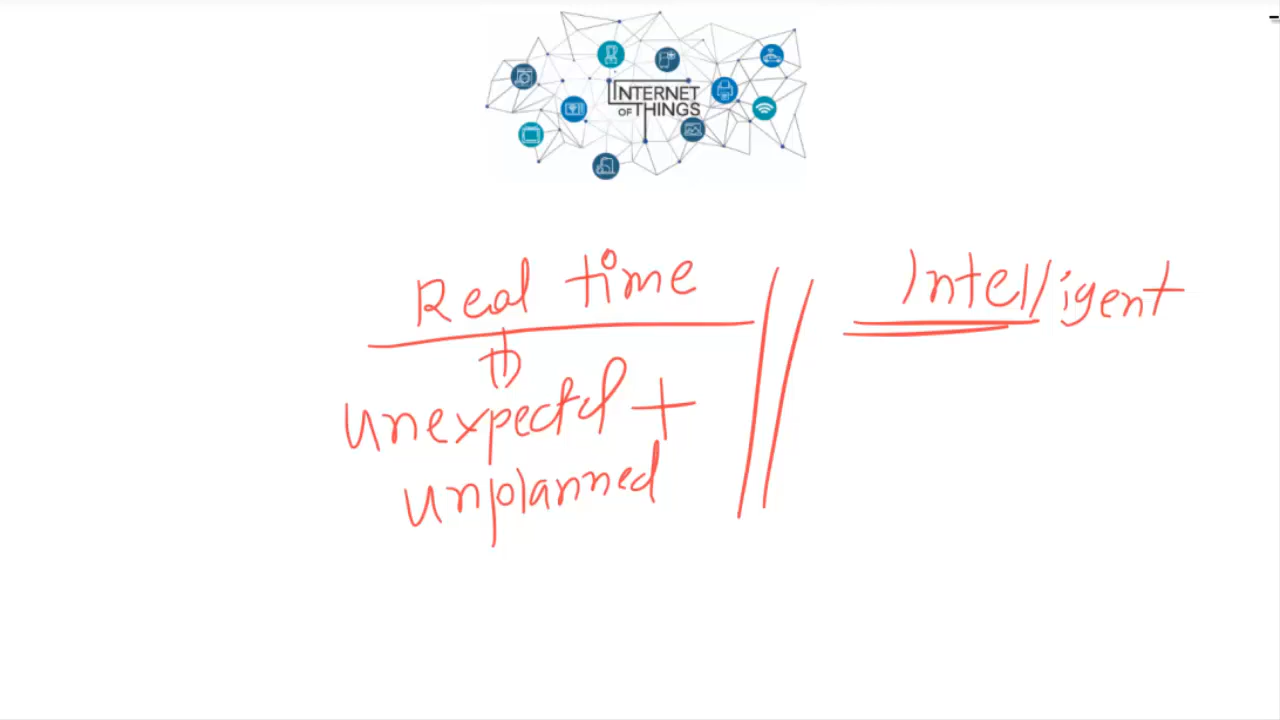 INTERNET
OF THINGS
Real time
Intelligent
unexpected +
unplanned